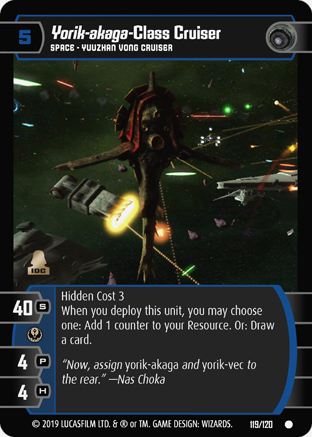 5
Yorik-akaga-Class Cruiser
SPACE - YUUZHAN VONG CRUISER
IDC
40 S
4 P
4 H
Hidden Cost 3
When you deploy this unit, you may choose
one: Add 1 counter to your Resource. Or: Draw
a card.
“Now, assign yorik-akaga and yorik-vec to
the rear.” —Nas Choka
© 2019 LUCASFILM LTD. & ® or TM. GAME DESIGN: WIZARDS.
119/120